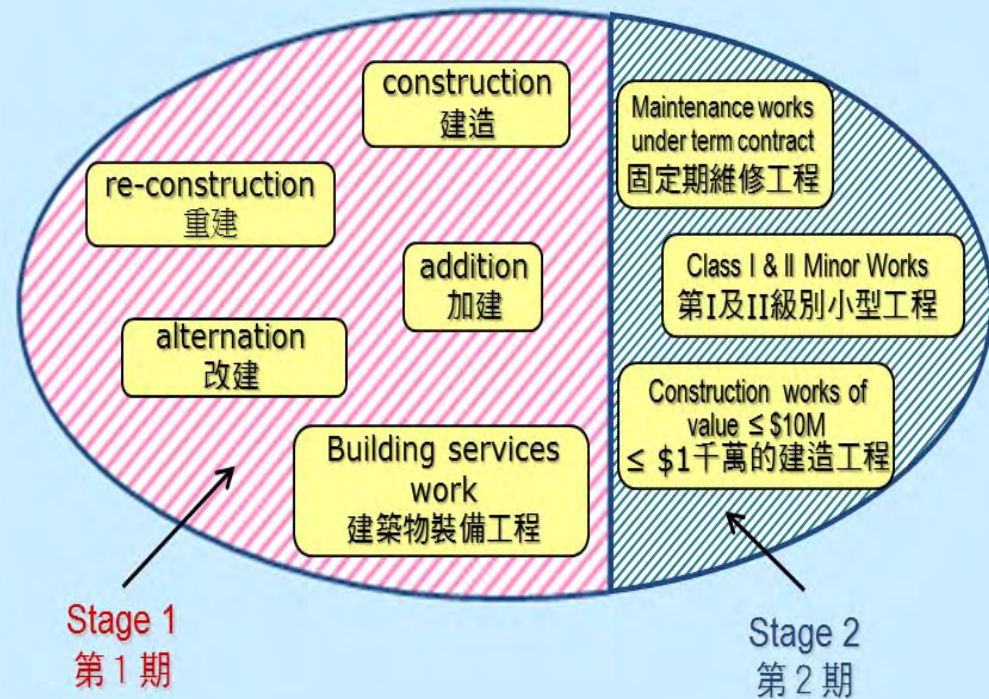 construction
建造
re-construction
重建
addition
加建
alternation
改建
Building services
work
建築物裝備工程
Maintenance works
under term contract
固定期維修工程
Class I & II Minor Works
第I及II級別小型工程
Construction works of
value ≤ $10M
≤ $1千萬的建造工程
Stage 1
第1期
Stage 2
第2期